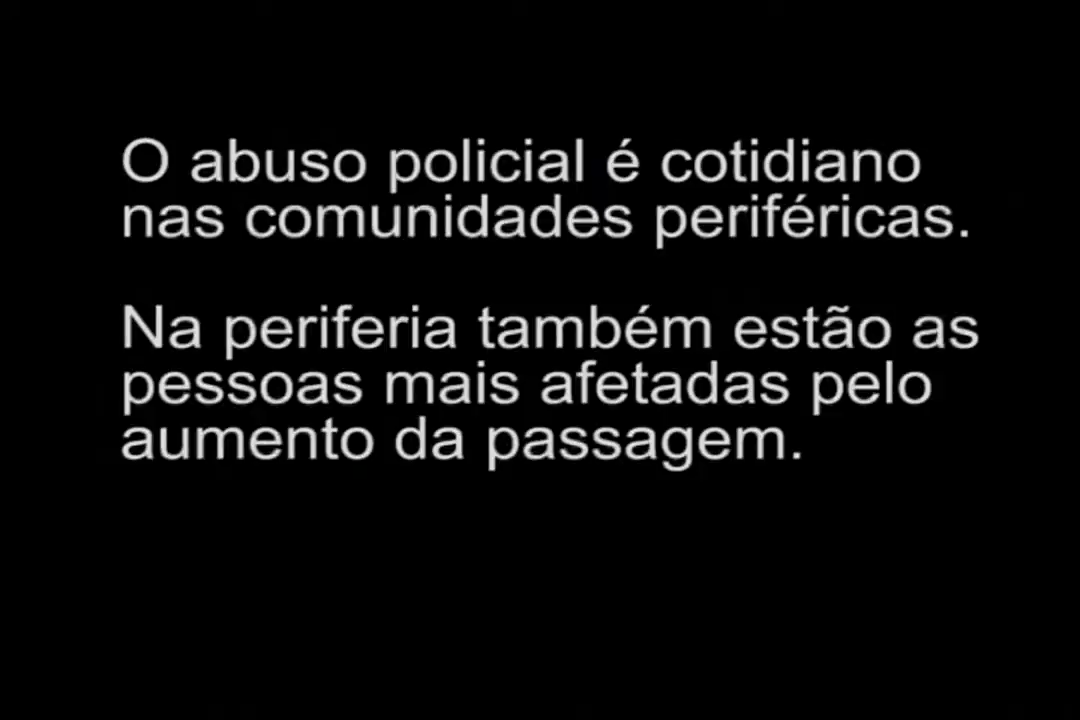 O abuso policial é cotidiano
nas comunidades periféricas.
Na periferia também estão as
pessoas mais afetadas pelo
aumento da passagem.